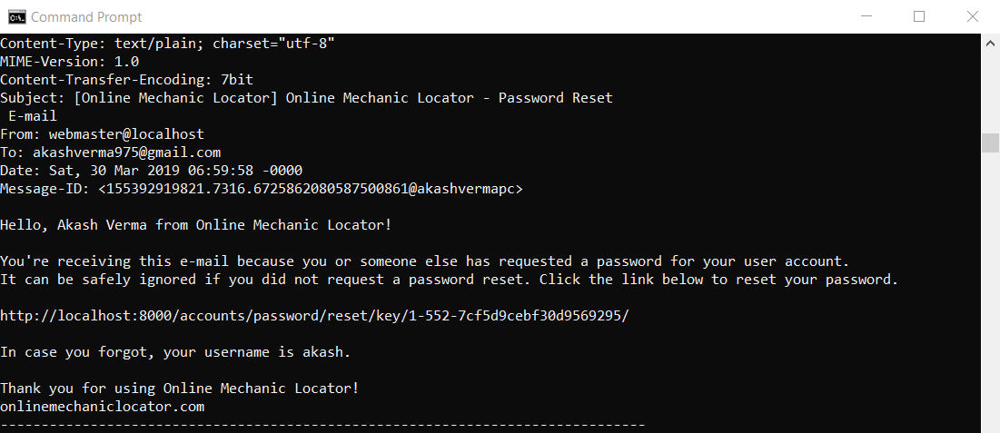 Command Prompt
Content-Type: text/plain; charset="utf-8"
MIME-Version: 1.0
Content-Transfer-Encoding: 7bit
Subject: [Online Mechanic Locator] Online Mechanic Locator - Password Reset
 E-mail
From: webmaster@localhost
To: akashverma975@gmail.com
Date: Sat, 30 Mar 2019 06:59:58 -0000
Message-ID: <155392919821.7316.6725862080587500861@akashvermapc>

Hello, Akash Verma from Online Mechanic Locator!

You're receiving this e-mail because you or someone else has requested a password for your user account.
It can be safely ignored if you did not request a password reset. Click the link below to reset your password.

http://localhost:8000/accounts/password/reset/key/1-552-7cf5d9cebf30d9569295/

In case you forgot, your username is akash.

Thank you for using Online Mechanic Locator!
onlinemechaniclocator.com
-------------------------------------------------------------------------------